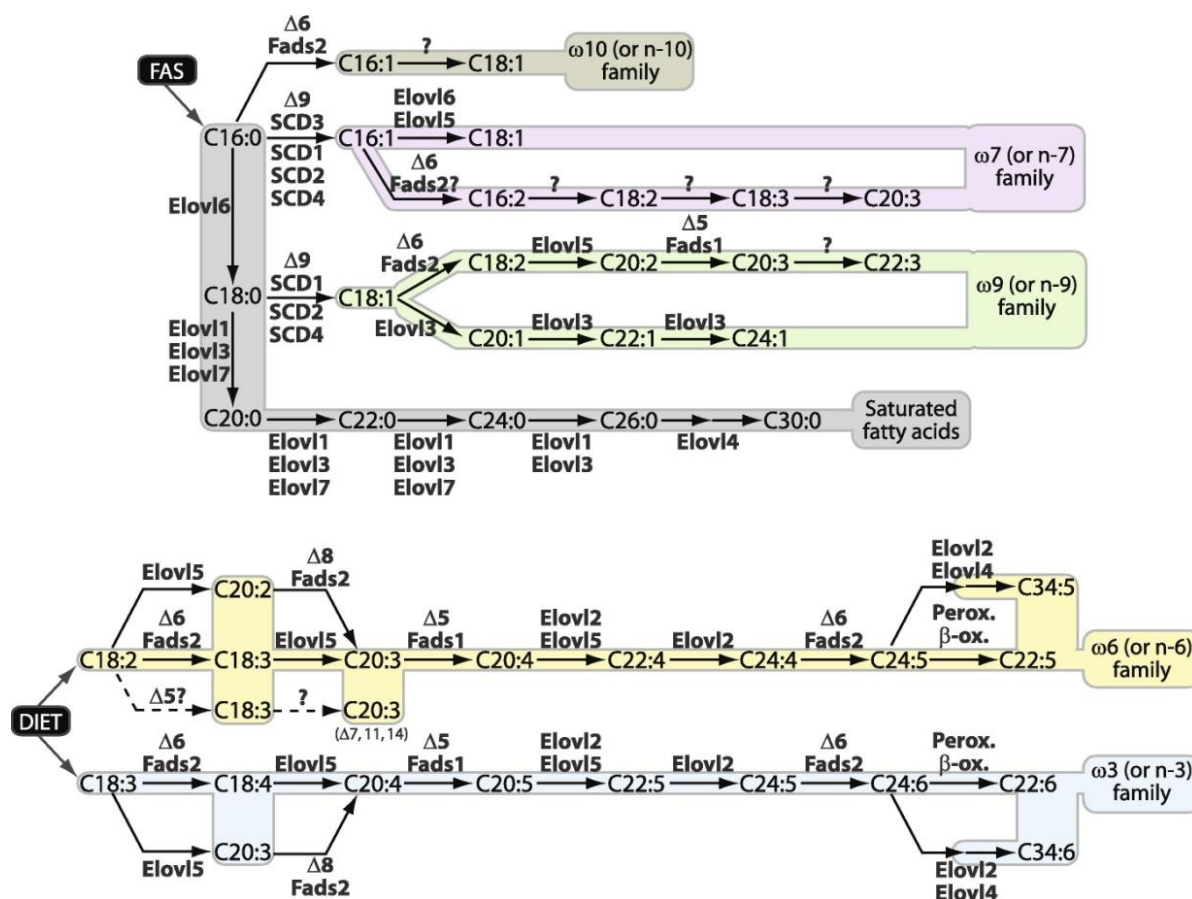 Δ6
Fads2
?
C16:1
C18:1
ω10 (or n-10)
family
FAS
Δ9
SCD3
Elovl6
Elovl5
C16:0
C16:1
C18:1
SCD1
SCD2
SCD4
Δ6
Fads2?
?
?
?
C16:2
C18:2
C18:3
C20:3
ω7 (or n-7)
family
Elovl6
Δ6
Fads2
Elovl5
Δ5
Fads1
?
C18:2
C20:2
C20:3
C22:3
Δ9
SCD1
C18:0
C18:1
SCD2
SCD4
ω9 (or n-9)
family
Elovl3
Elovl3
Elovl3
C20:1
C22:1
C24:1
Elovl1
Elovl3
Elovl7
C20:0
C22:0
C24:0
C26:0
C30:0
Saturated
fatty acids
Elovl1
Elovl3
Elovl7
Elovl1
Elovl3
Elovl7
Elovl1
Elovl3
Elovl4
Elovl5
C20:2
Δ8
Fads2
Elovl2
Elovl4
C34:5
Δ6
Fads2
Elovl5
Δ5
Fads1
Elovl2
Elovl5
Elovl2
Δ6
Fads2
Perox.
β-ox.
C18:2
C18:3
C20:3
C20:4
C22:4
C24:4
C24:5
C22:5
ω6 (or n-6)
family
Δ5?
C18:3
?
C20:3
(Δ7, 11, 14)
DIET
Δ6
Fads2
Elovl5
Δ5
Fads1
Elovl2
Elovl5
Elovl2
Δ6
Fads2
Perox.
β-ox.
C18:3
C18:4
C20:4
C20:5
C22:5
C24:5
C24:6
C22:6
ω3 (or n-3)
family
Elovl5
C20:3
Δ8
Fads2
C34:6
Elovl2
Elovl4